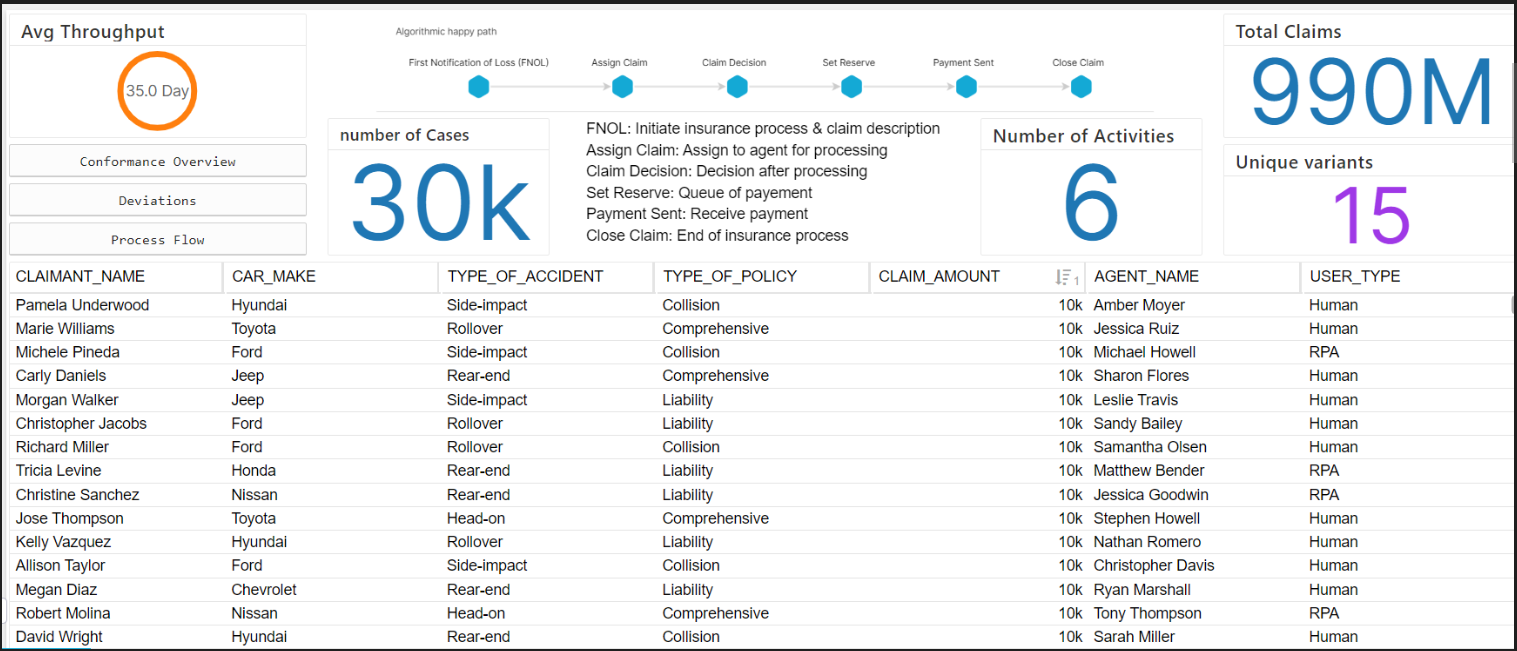 Avg Throughput
35.0 Day
Conformance Overview
Deviations
Process Flow
Algorithmic happy path
First Notification of Loss (FNOL) Assign Claim Claim Decision Set Reserve Payment Sent Close Claim
number of Cases
30k
FNOL: Initiate insurance process & claim description
Assign Claim: Assign to agent for processing
Claim Decision: Decision after processing
Set Reserve: Queue of payement
Payment Sent: Receive payment
Close Claim: End of insurance process
Number of Activities
6
Total Claims
990M
Unique variants
15
CLAIMANT_NAME CAR_MAKE TYPE_OF_ACCIDENT TYPE_OF_POLICY CLAIM_AMOUNT 1 AGENT_NAME USER_TYPE
Pamela Underwood Hyundai Side-impact Collision 10k Amber Moyer Human
Marie Williams Toyota Rollover Comprehensive 10k Jessica Ruiz Human
Michele Pineda Ford Side-impact Collision 10k Michael Howell RPA
Carly Daniels Jeep Rear-end Comprehensive 10k Sharon Flores Human
Morgan Walker Jeep Side-impact Liability 10k Leslie Travis Human
Christopher Jacobs Ford Rollover Liability 10k Sandy Bailey Human
Richard Miller Ford Rollover Collision 10k Samantha Olsen Human
Tricia Levine Honda Rear-end Liability 10k Matthew Bender RPA
Christine Sanchez Nissan Rear-end Liability 10k Jessica Goodwin RPA
Jose Thompson Toyota Head-on Comprehensive 10k Stephen Howell Human
Kelly Vazquez Hyundai Rollover Liability 10k Nathan Romero Human
Allison Taylor Ford Side-impact Collision 10k Christopher Davis Human
Megan Diaz Chevrolet Rear-end Liability 10k Ryan Marshall Human
Robert Molina Nissan Head-on Comprehensive 10k Tony Thompson RPA
David Wright Hyundai Rear-end Collision 10k Sarah Miller Human